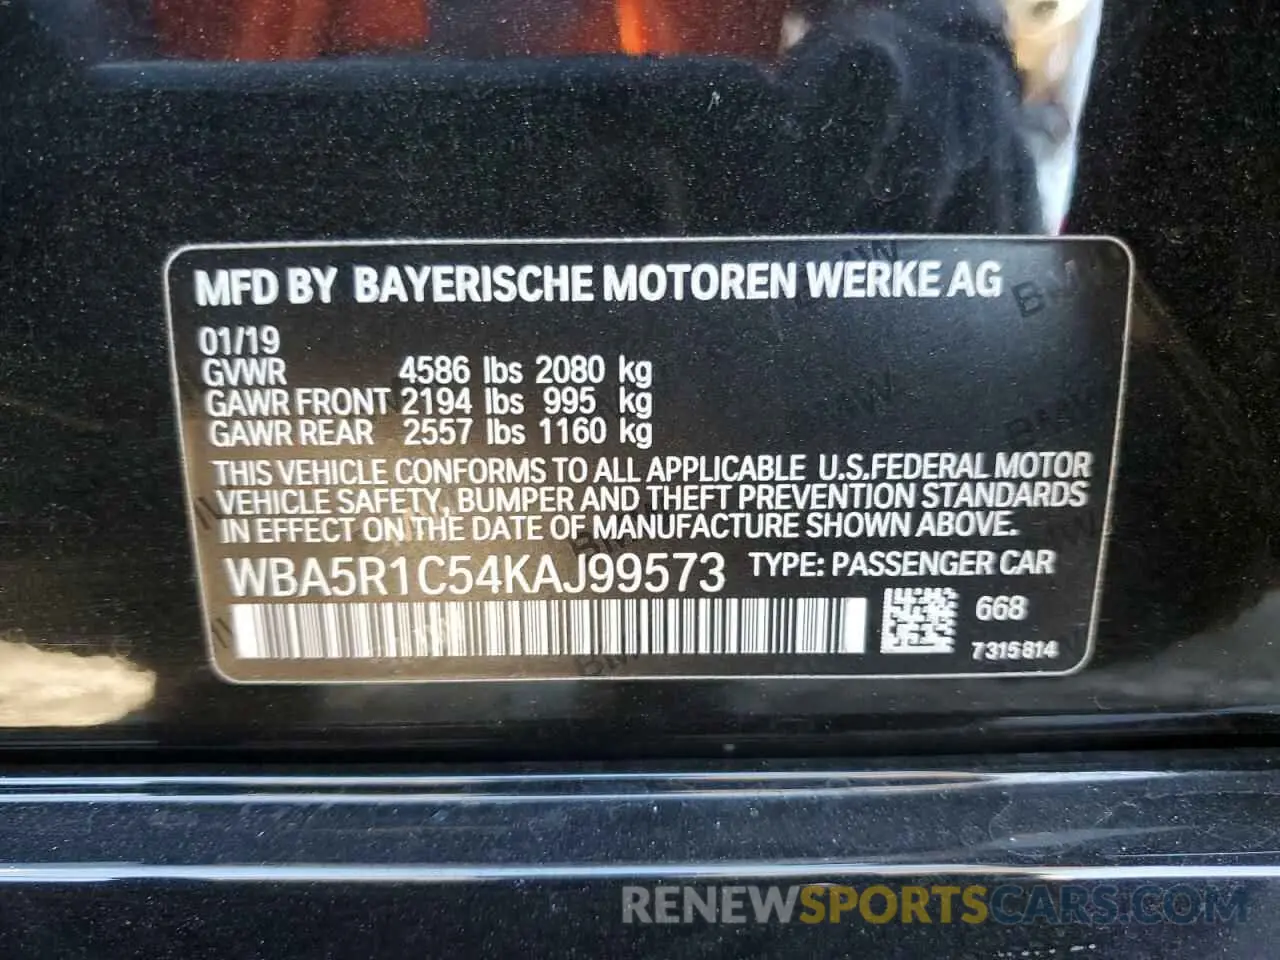 MFD BY BAYERISCHE MOTOREN WERKE AG
01/19
GVWR 4586 lbs 2080 kg
GAWR FRONT 2194 lbs 995 kg
GAWR REAR 2557 lbs 1160 kg
THIS VEHICLE CONFORMS TO ALL APPLICABLE U.S.FEDERAL MOTOR
VEHICLE SAFETY, BUMPER AND THEFT PREVENTION STANDARDS
IN EFFECT ON THE DATE OF MANUFACTURE SHOWN ABOVE.
WBA5R1C54KAJ99573 TYPE: PASSENGER CAR
668
7315814
RENEWSPORTSCARS.COM